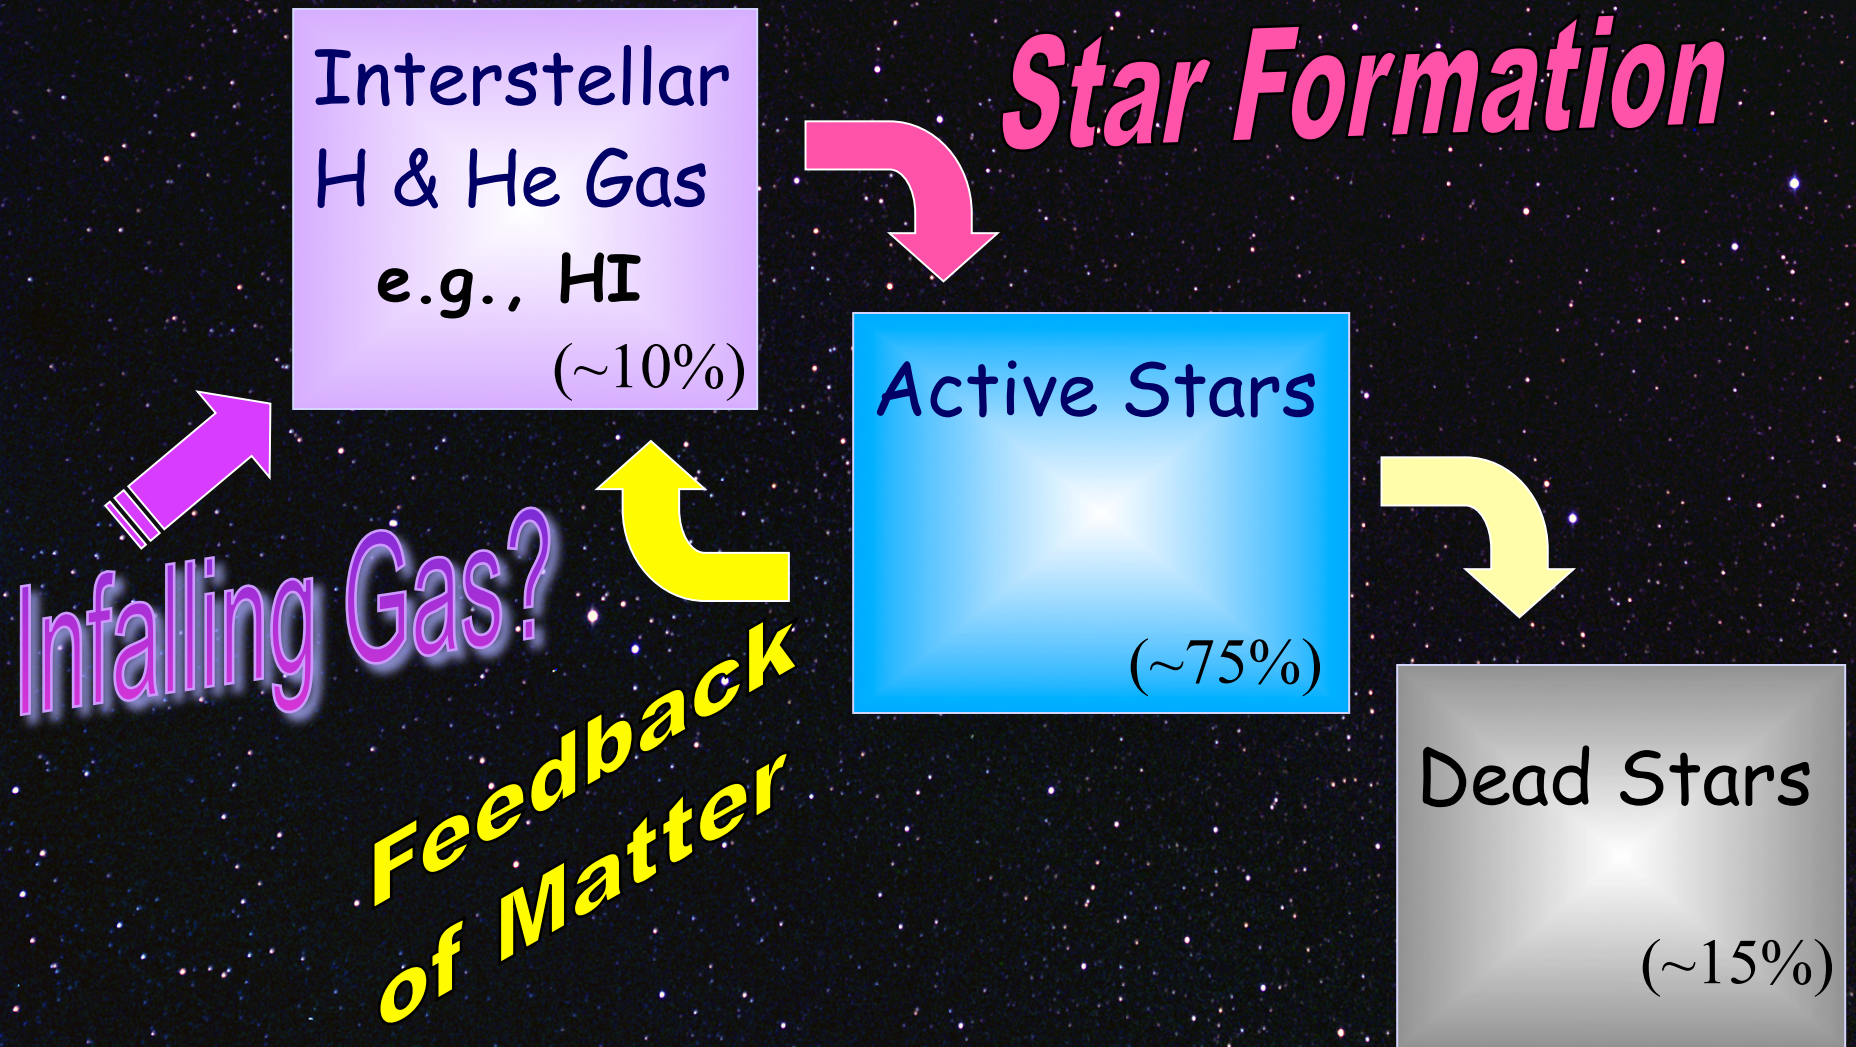 Interstellar
H & He Gas
e.g., HI
(~10%)
Star Formation
Active Stars
(~75%)
Infalling Gas?
Feedback
of Matter
Dead Stars
(~15%)